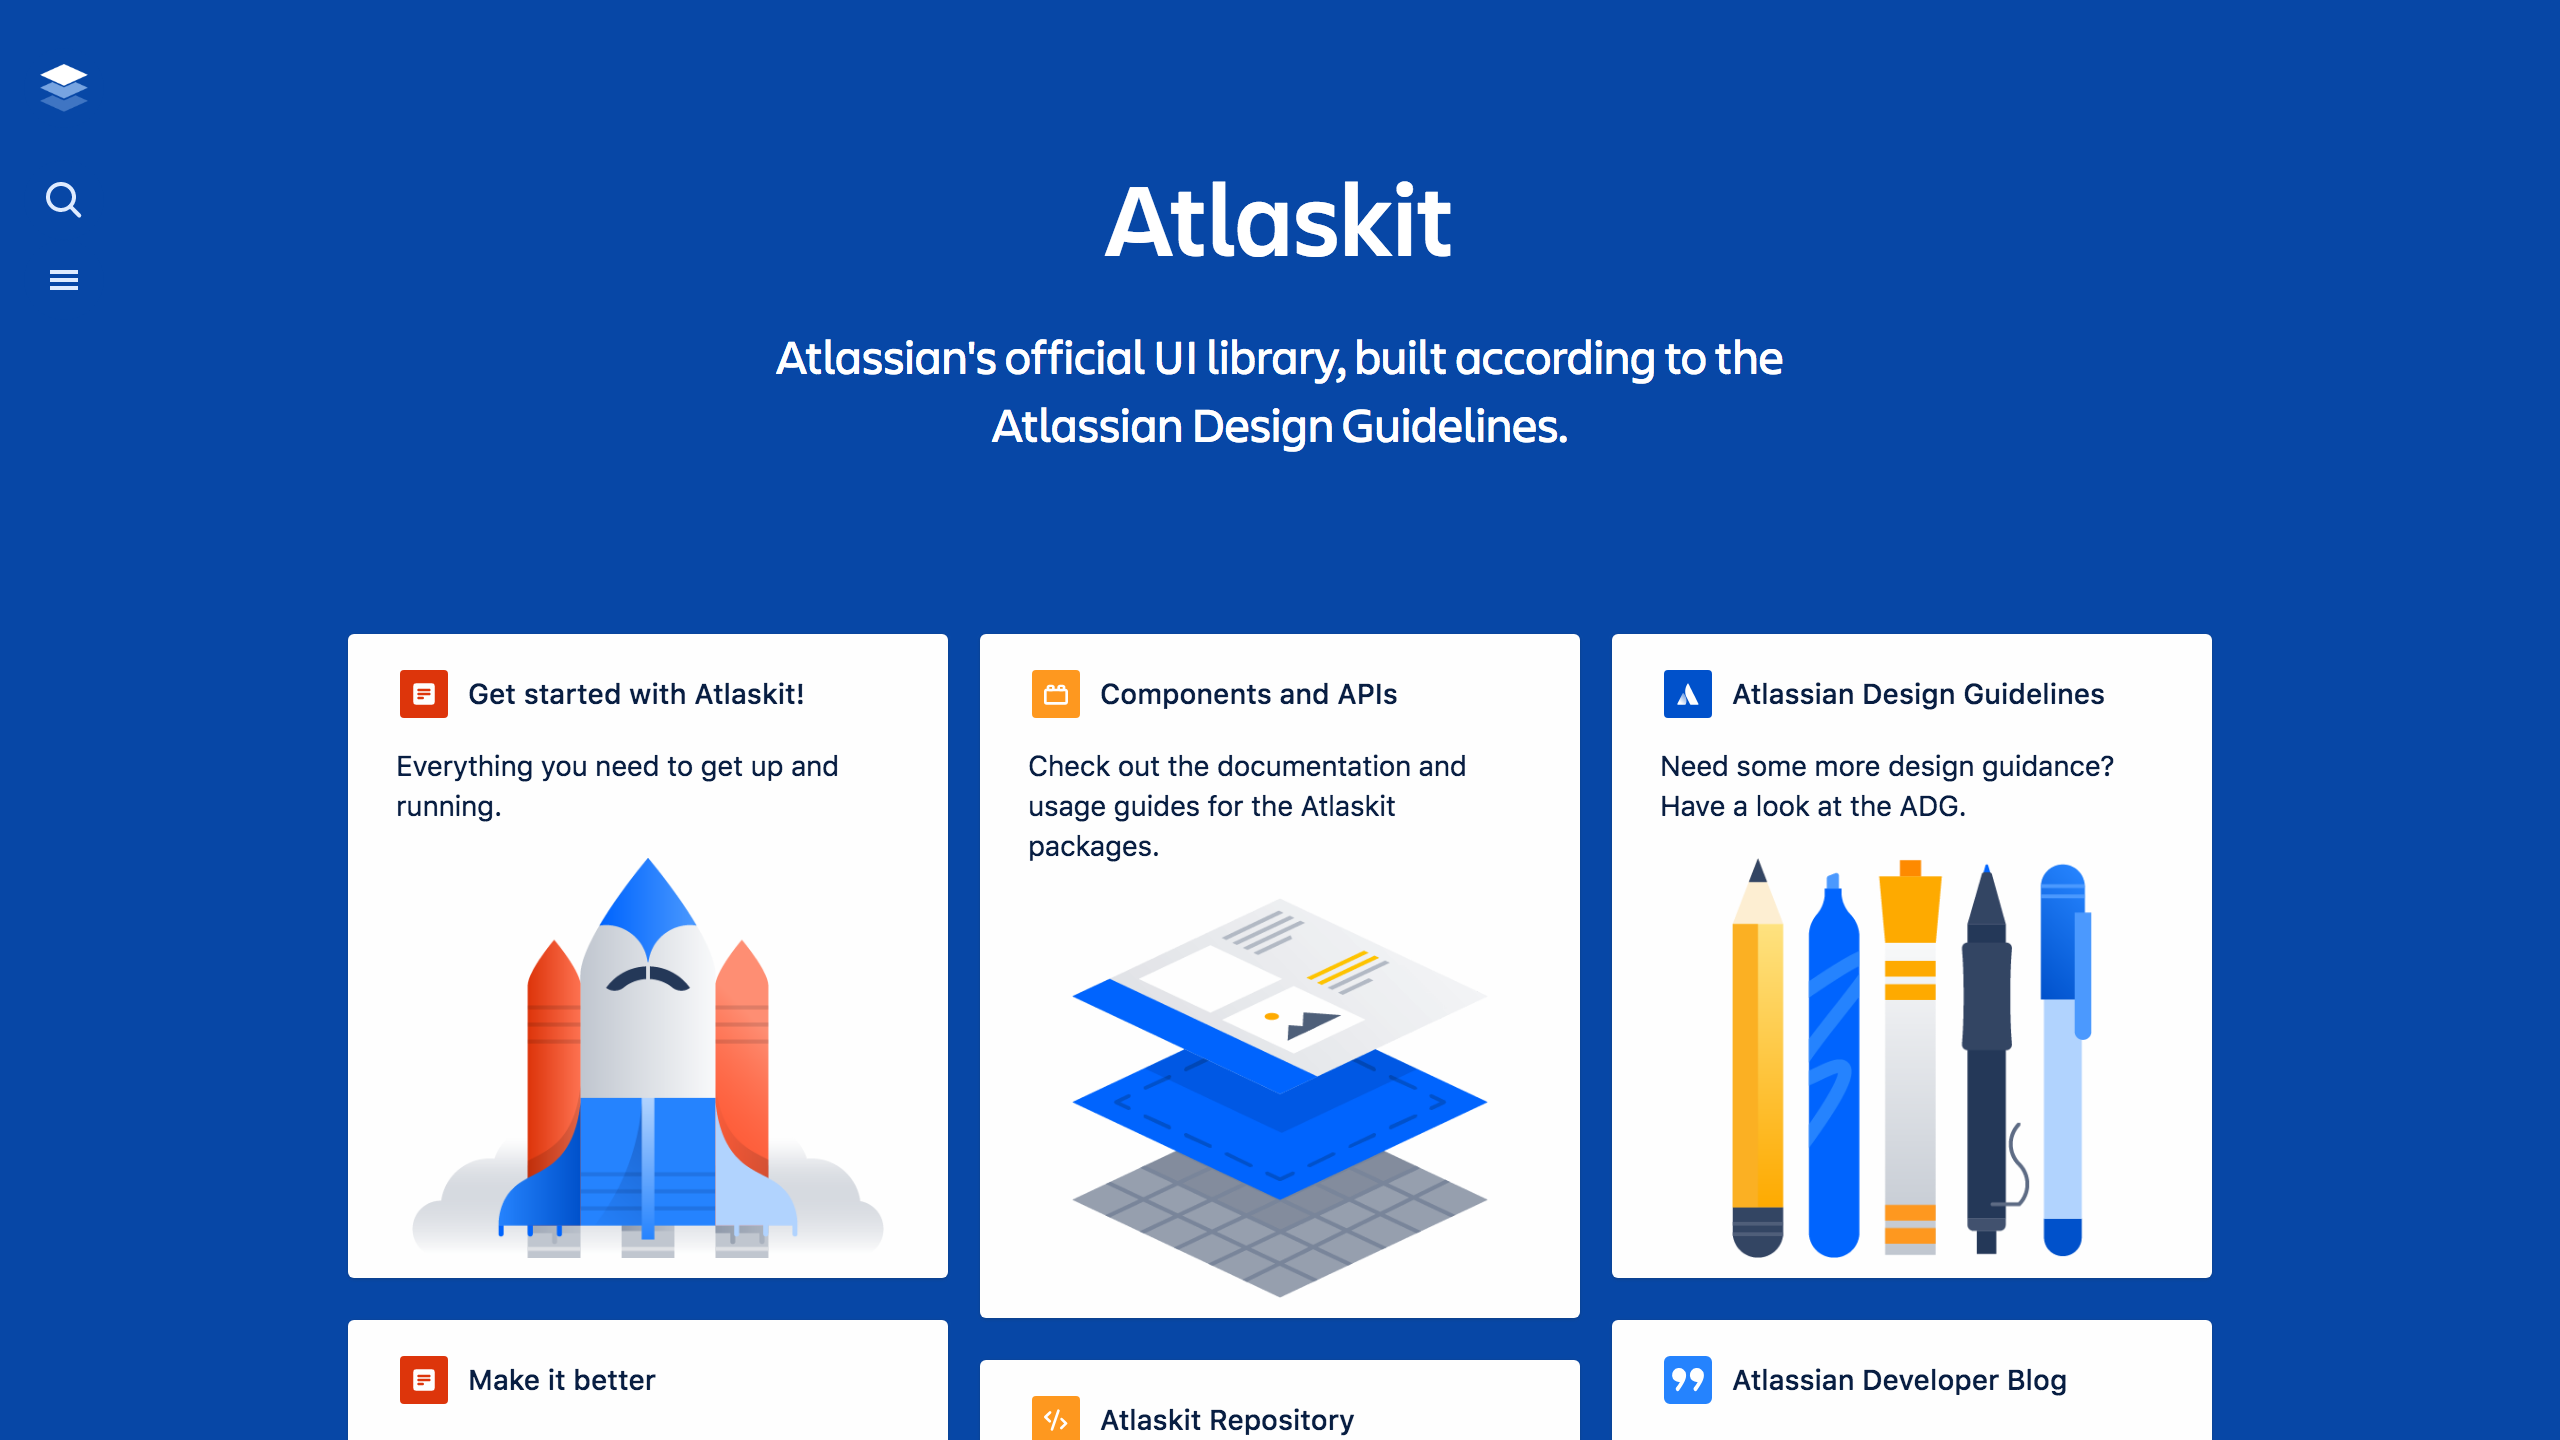 Atlaskit
Atlassian's official UI library, built according to the
Atlassian Design Guidelines.
Get started with Atlaskit!
Everything you need to get up and
running.
Components and APIs
Check out the documentation and
usage guides for the Atlaskit
packages.
Atlassian Design Guidelines
Need some more design guidance?
Have a look at the ADG.
Make it better
Atlaskit Repository
Atlassian Developer Blog